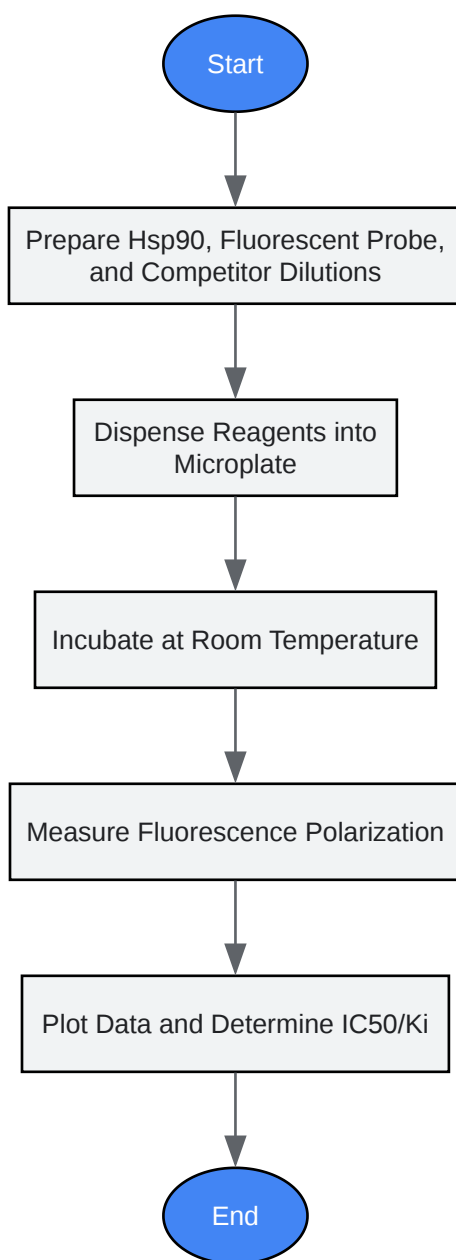 Start
Prepare Hsp90, Fluorescent Probe,
and Competitor Dilutions
Dispense Reagents into
Microplate
Incubate at Room Temperature
Measure Fluorescence Polarization
Plot Data and Determine IC50/Ki
End